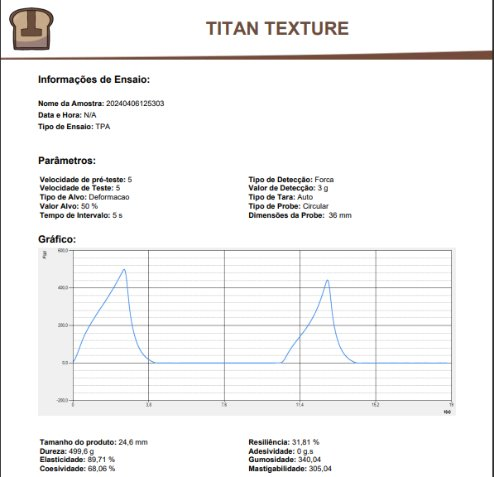 TITAN TEXTURE
Informações de Ensaio:
Nome da Amostra: 20240406125303
Data e Hora: N/A
Tipo de Ensaio: TPA
Parâmetros:
Velocidade de pré-teste: 5
Velocidade de Teste: 5
Tipo de Alvo: Deformacao
Valor Alvo: 50 %
Tempo de Intervalo: 5 s
Tipo de Detecção: Forca
Valor de Detecção: 3 g
Tipo de Tara: Auto
Tipo de Probe: Circular
Dimensões da Probe: 36 mm
Gráfico:
F(g)
600.0
400.0
200.0
0.0
-200.0
0
3,8
7,6
11,4
15,2
19
t(s)
Tamanho do produto: 24,6 mm
Dureza: 499,6 g
Elasticidade: 89,71 %
Coesividade: 68,06 %
Resiliência: 31,81 %
Adesividade: 0 g.s
Gumosidade: 340,04
Mastigabilidade: 305,04